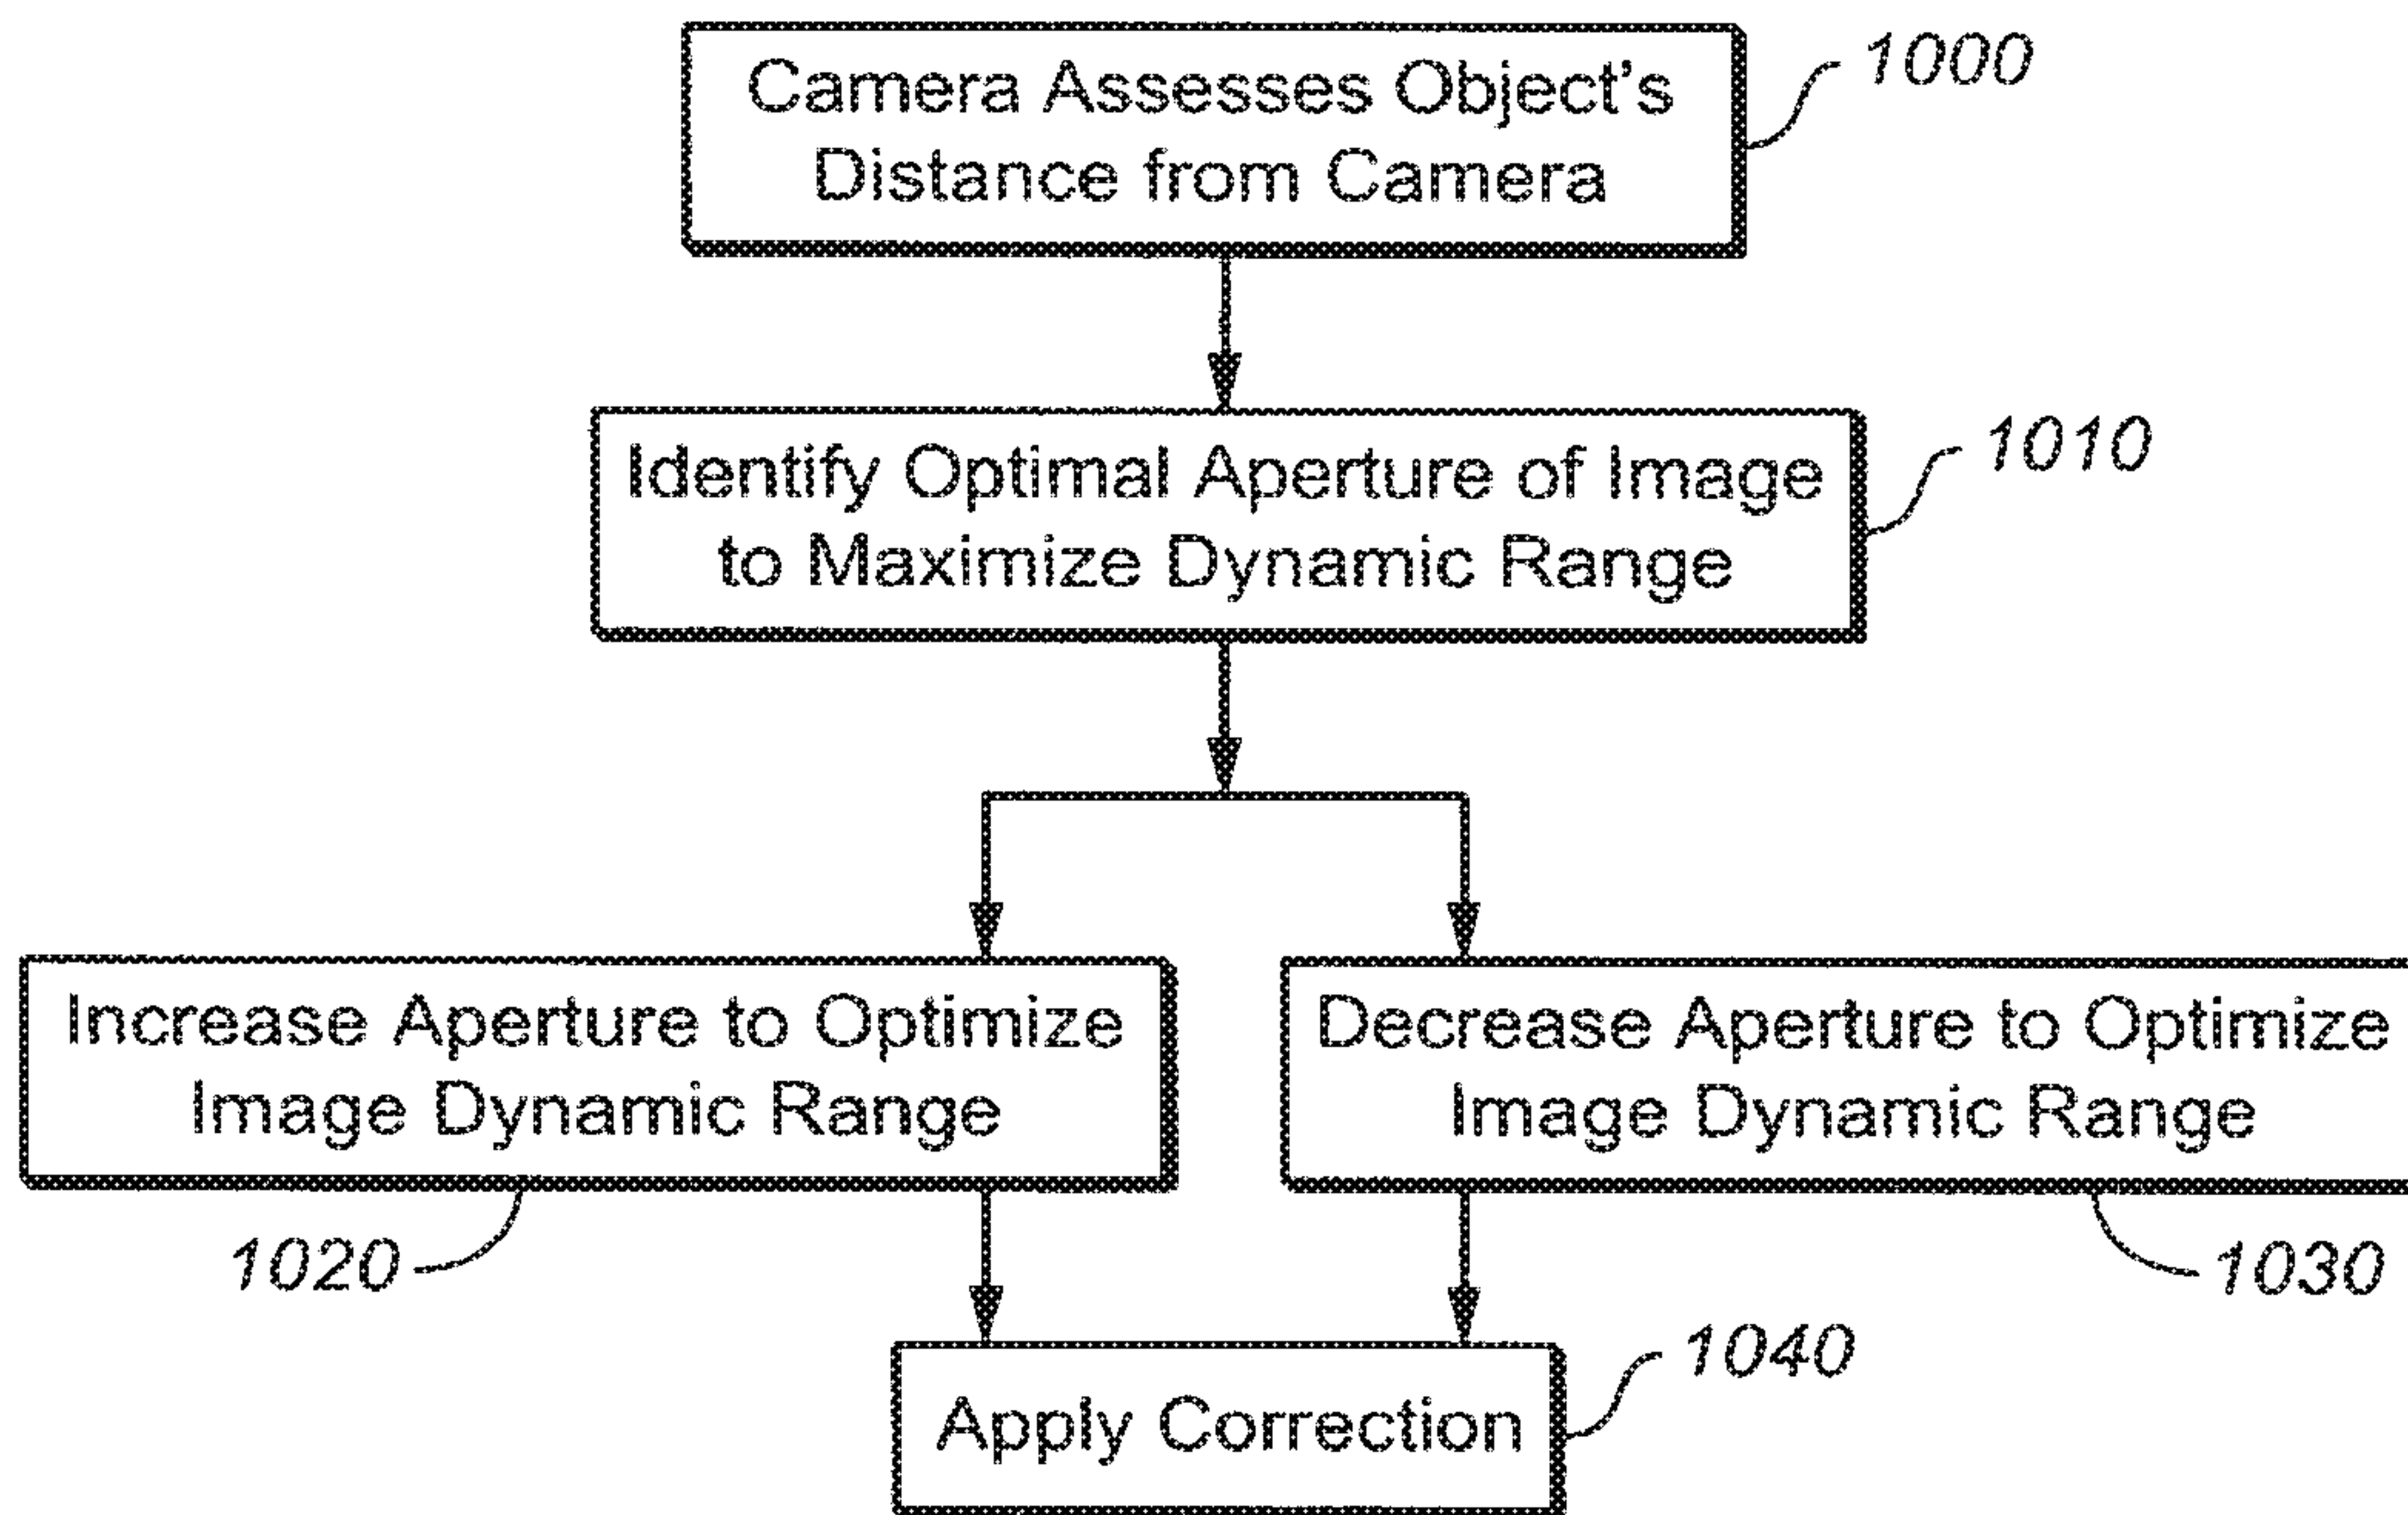 Camera Assesses Object's
Distance from Camera
1000
Identify Optimal Aperture of Image
to Maximize Dynamic Range
1010
Increase Aperture to Optimize
Image Dynamic Range
1020
Decrease Aperture to Optimize
Image Dynamic Range
1030
Apply Correction
1040